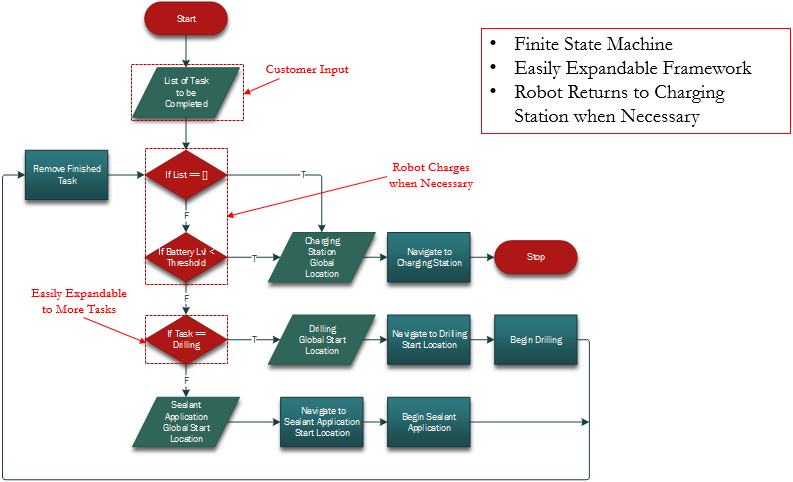 Start
• Finite State Machine
• Easily Expandable Framework
• Robot Returns to Charging
Station when Necessary
Customer Input
List of Task
to be
Completed
Remove Finished
Task
If List == []
T
Robot Charges
when Necessary
F
If Battery Lvl <
Threshold
T
Charging
Station
Global
Location
Navigate to
Charging Station
Stop
F
Easily Expandable
to More Tasks
If Task ==
Drilling
T
Drilling
Global Start
Location
Navigate to Drilling
Start Location
Begin Drilling
F
Sealant
Application
Global Start
Location
Navigate to
Sealant Application
Start Location
Begin Sealant
Application